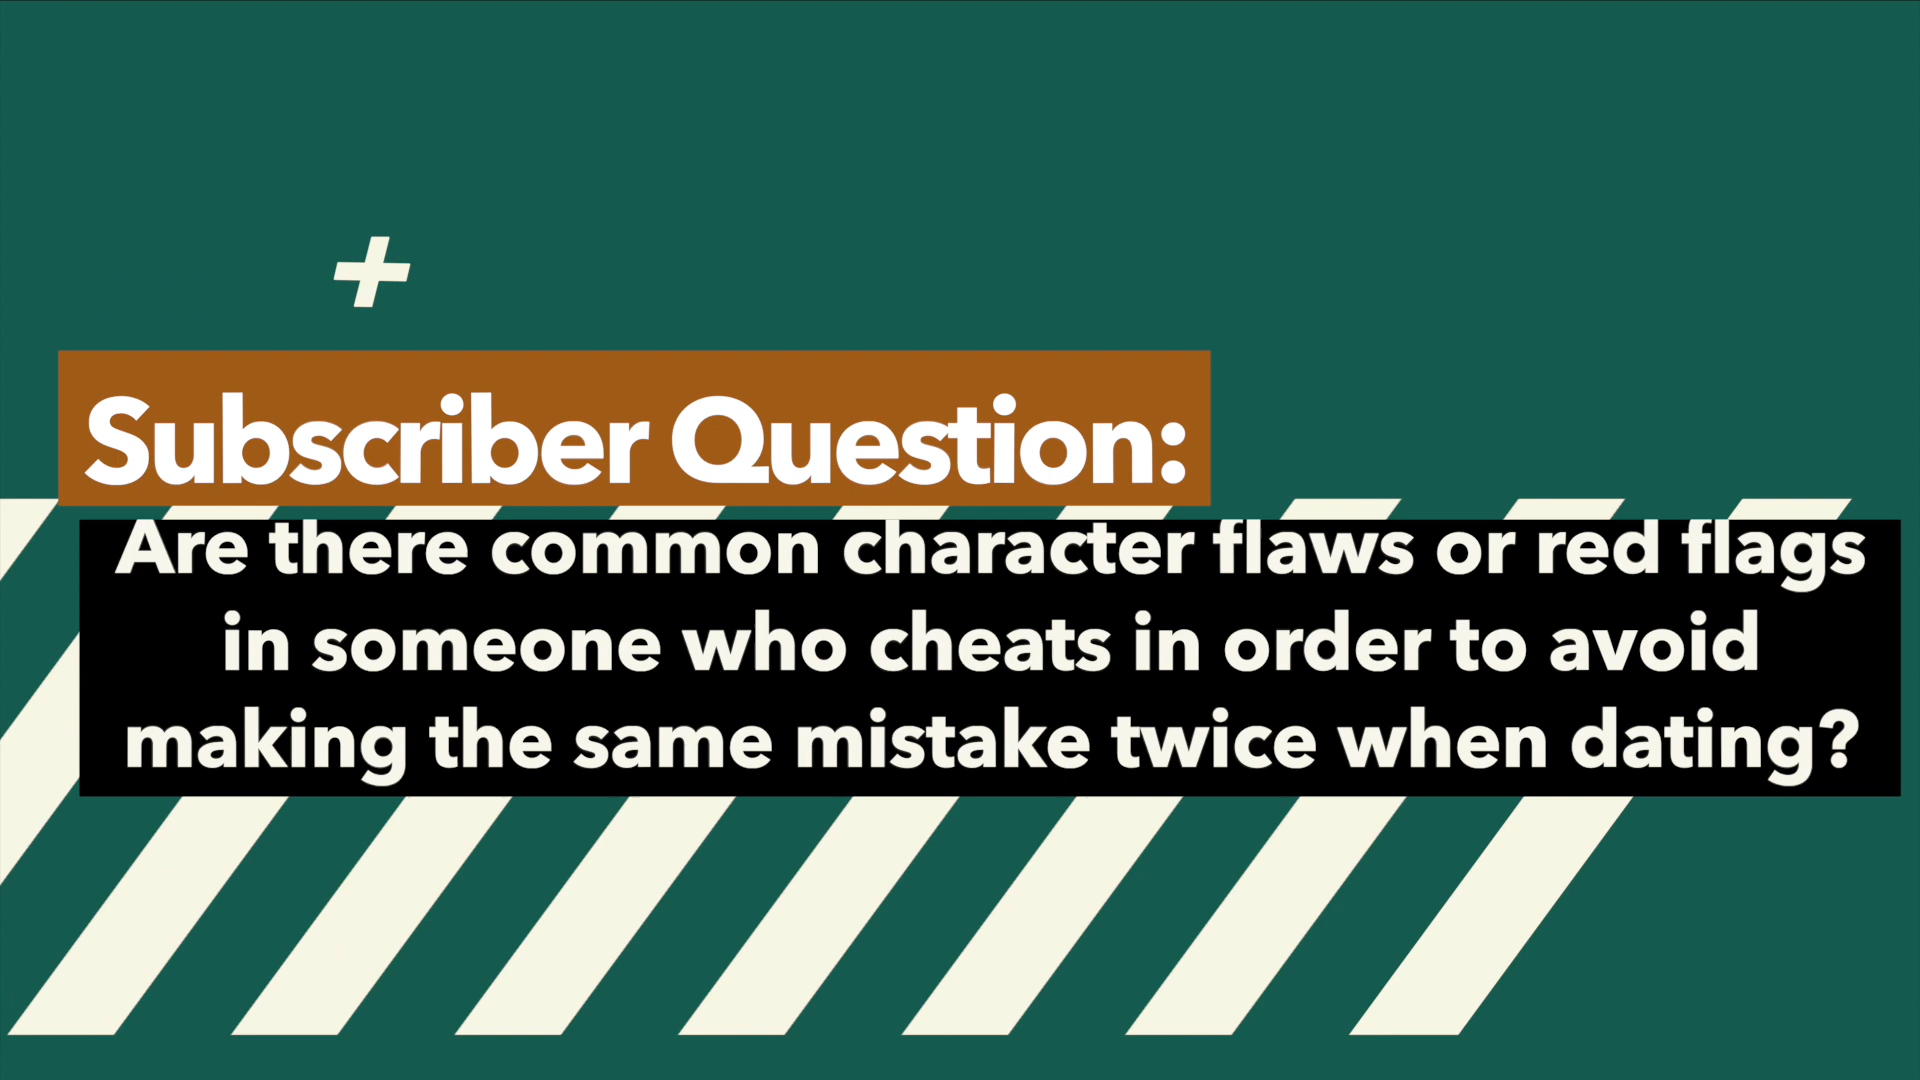 Subscriber Question:
Are there common character flaws or red flags
in someone who cheats in order to avoid
making the same mistake twice when dating?